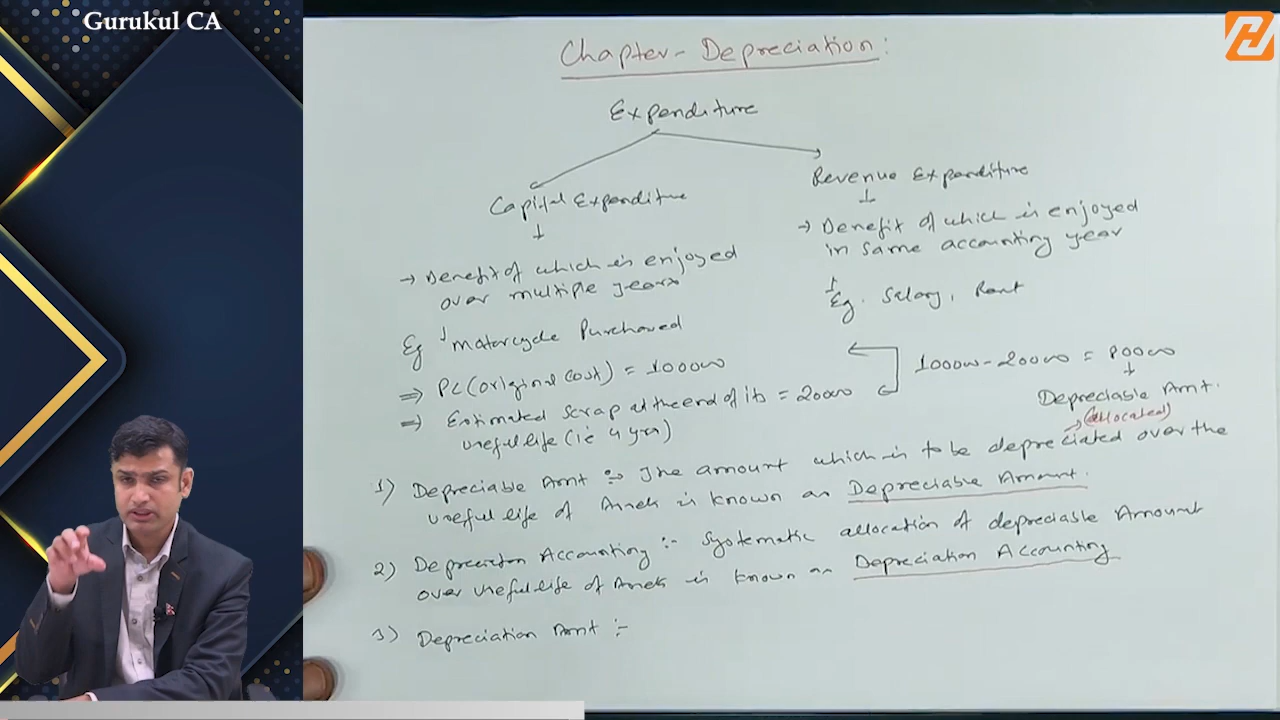 Gurukul CA
Chapter - Depreciation:
Expenditure
Capital Expenditure
→ Benefit of which is enjoyed
over multiple years
Eg motorcycle Purchased
⇒ PC (original cost) = 100000
⇒ Estimated scrap at the end of its = 20000
useful life (i.e 4 yrs)
Revenue Expenditure
→ Benefit of which is enjoyed
in same accounting year
Eg. Salary, Rent
100000 - 20000 = 80000
Depreciable Amt.
(allocated)
1) Depreciable Amt :- The amount which is to be depreciated over the
useful life of Assets is known as Depreciable Amount.
2) Depreciation Accounting :- Systematic allocation of depreciable Amount
over useful life of Assets is known as Depreciation Accounting
3) Depreciation Amt :-